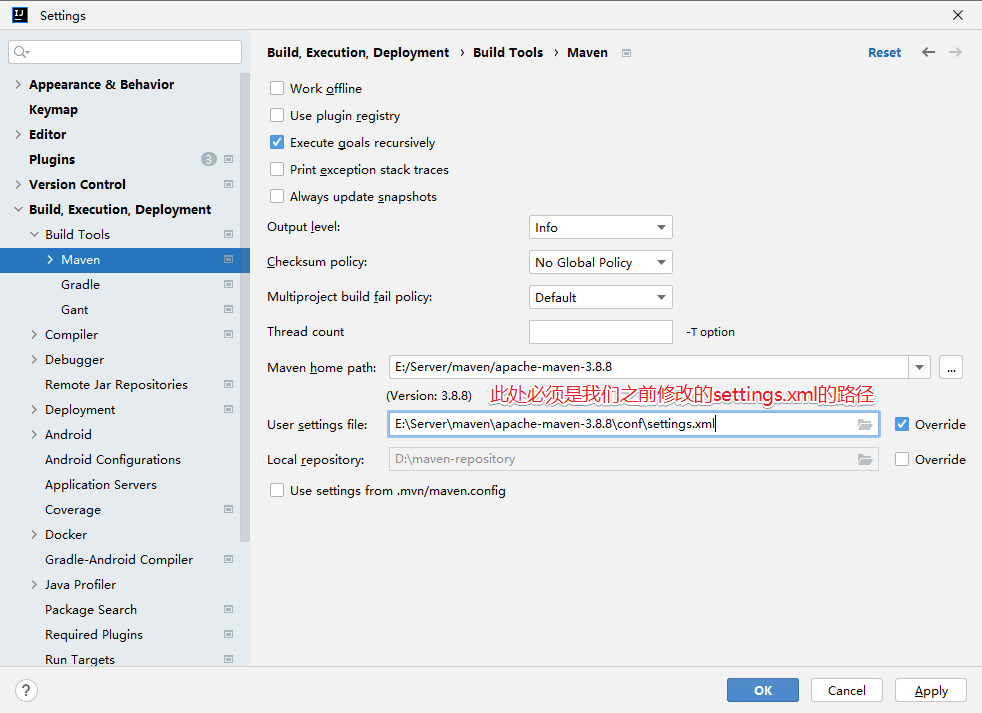 Settings
Appearance & Behavior
Keymap
Editor
Plugins 3
Version Control
Build, Execution, Deployment
Build Tools
Maven
Gradle
Gant
Compiler
Debugger
Remote Jar Repositories
Deployment
Android
Android Configurations
Application Servers
Coverage
Docker
Gradle-Android Compiler
Java Profiler
Package Search
Required Plugins
Run Targets
Build, Execution, Deployment › Build Tools › Maven
Reset
Work offline
Use plugin registry
Execute goals recursively
Print exception stack traces
Always update snapshots
Output level: Info
Checksum policy: No Global Policy
Multiproject build fail policy: Default
Thread count -T option
Maven home path: E:/Server/maven/apache-maven-3.8.8 ...
(Version: 3.8.8) 此处必须是我们之前修改的settings.xml的路径
User settings file: E:\Server\maven\apache-maven-3.8.8\conf\settings.xml Override
Local repository: D:\maven-repository Override
Use settings from .mvn/maven.config
? OK Cancel Apply